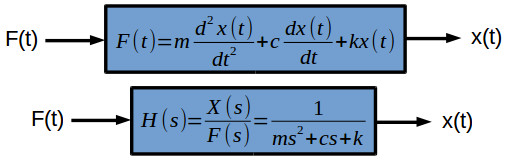 F(t) F(t)=m d²x(t)/dt² +c dx(t)/dt +kx(t) x(t)
F(t) H(s)= X(s)/F(s) = 1/(ms²+cs+k) x(t)